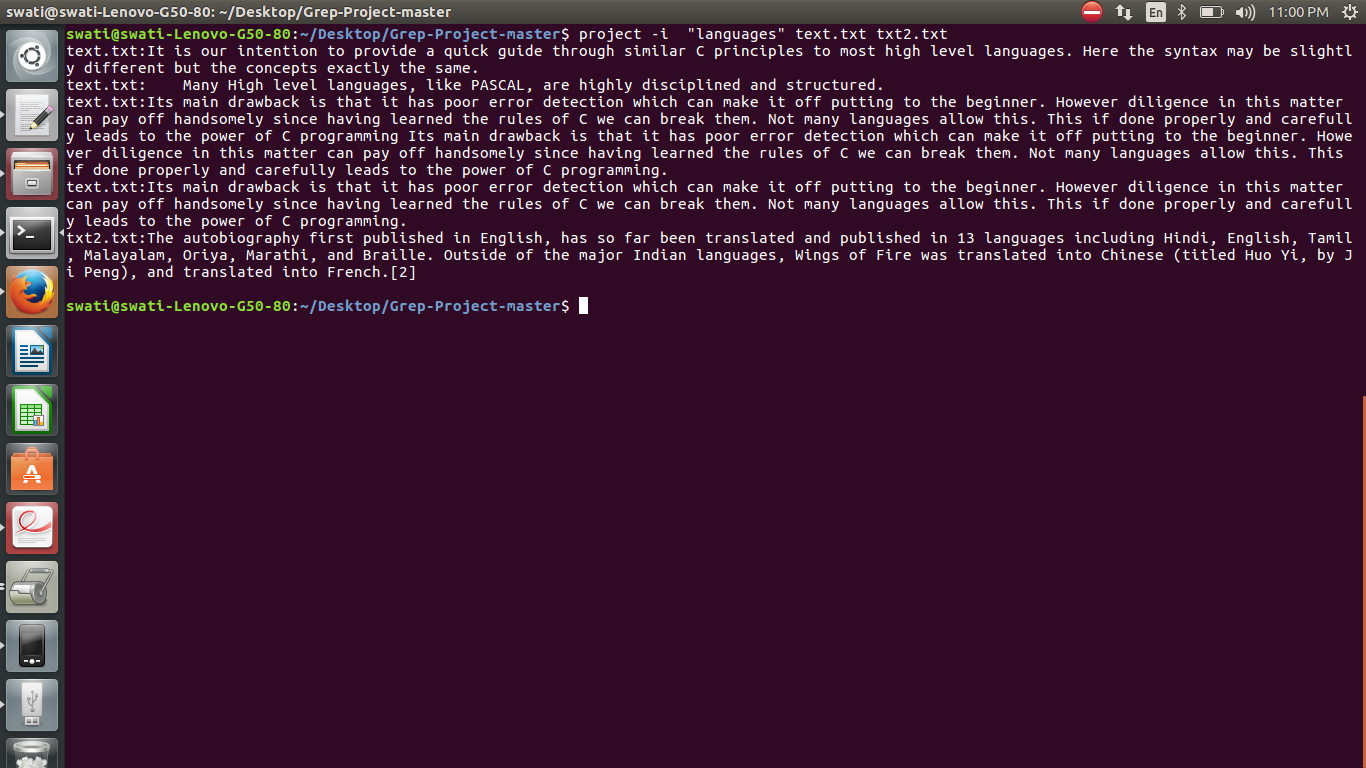 swati@swati-Lenovo-G50-80: ~/Desktop/Grep-Project-master
En
11:00 PM
swati@swati-Lenovo-G50-80:~/Desktop/Grep-Project-master$ project -i  "languages" text.txt txt2.txt
text.txt:It is our intention to provide a quick guide through similar C principles to most high level languages. Here the syntax may be slightl
y different but the concepts exactly the same.
text.txt:    Many High level languages, like PASCAL, are highly disciplined and structured.
text.txt:Its main drawback is that it has poor error detection which can make it off putting to the beginner. However diligence in this matter
can pay off handsomely since having learned the rules of C we can break them. Not many languages allow this. This if done properly and carefull
y leads to the power of C programming Its main drawback is that it has poor error detection which can make it off putting to the beginner. Howe
ver diligence in this matter can pay off handsomely since having learned the rules of C we can break them. Not many languages allow this. This
if done properly and carefully leads to the power of C programming.
text.txt:Its main drawback is that it has poor error detection which can make it off putting to the beginner. However diligence in this matter
can pay off handsomely since having learned the rules of C we can break them. Not many languages allow this. This if done properly and carefull
y leads to the power of C programming.
txt2.txt:The autobiography first published in English, has so far been translated and published in 13 languages including Hindi, English, Tamil
, Malayalam, Oriya, Marathi, and Braille. Outside of the major Indian languages, Wings of Fire was translated into Chinese (titled Huo Yi, by J
i Peng), and translated into French.[2]
swati@swati-Lenovo-G50-80:~/Desktop/Grep-Project-master$